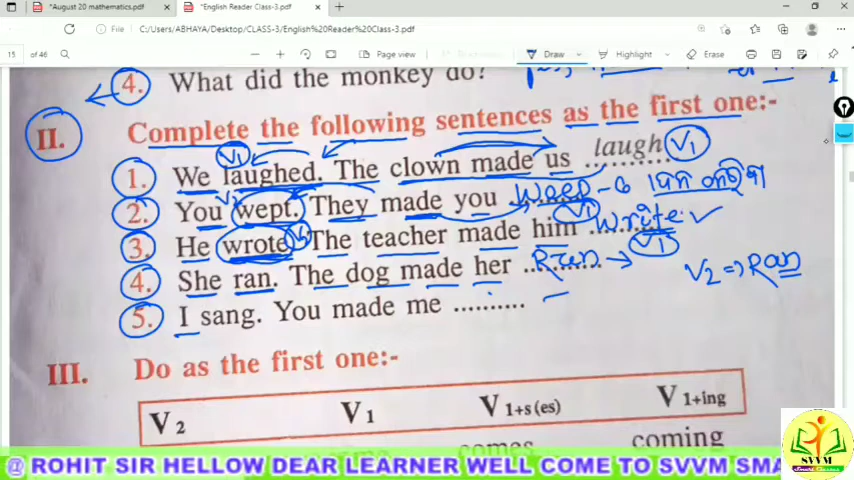 *August 20 mathematics.pdf
*English Reader Class-3.pdf
File
C:/Users/ABHAYA/Desktop/CLASS-3/English%20Reader%20Class-3.pdf
15 of 46
Page view
Draw
Highlight
Erase
4. What did the monkey do?
II. Complete the following sentences as the first one:-
1. We laughed. The clown made us laugh V1
V1
2. You wept. They made you weep
V2
3. He wrote. The teacher made him write
V1
4. She ran. The dog made her Run → V1
V2 => Ran
5. I sang. You made me ..........
III. Do as the first one:-
V2 V1 V1+s(es) V1+ing
comes coming
@ ROHIT SIR HELLOW DEAR LEARNER WELL COME TO SVVM SMA
SVVM
Smart Classes